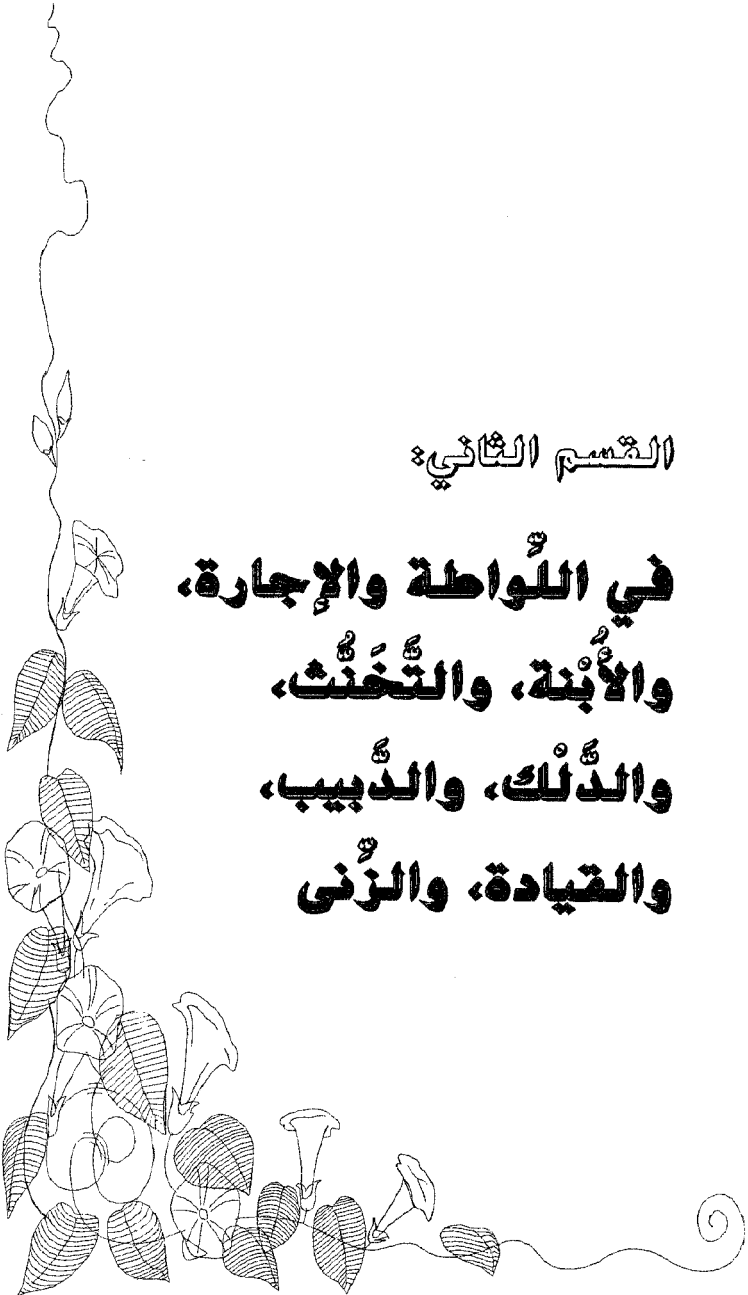 القسم الثاني:
في اللِّواطة والإجارة،
والأُبْنة، والتَّخَنُّث،
والدَّلْك، والدَّبيب،
والقيادة، والزِّنى